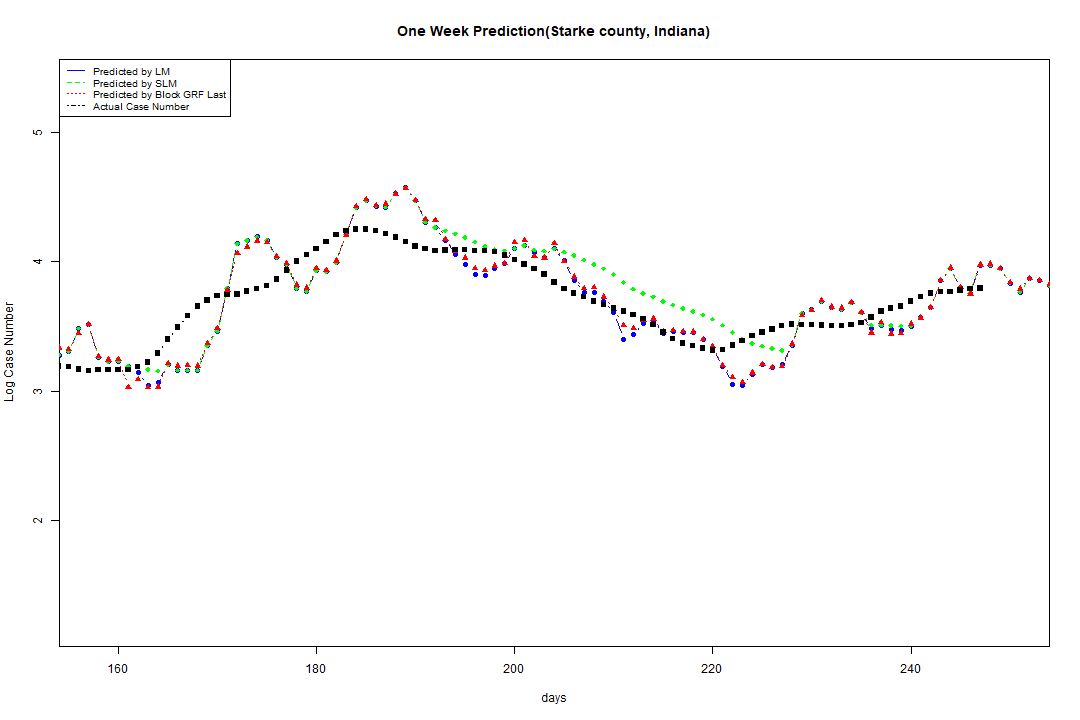 One Week Prediction(Starke county, Indiana)
Predicted by LM
Predicted by SLM
Predicted by Block GRF Last
Actual Case Number
5
4
3
2
Log Case Number
160 180 200 220 240
days